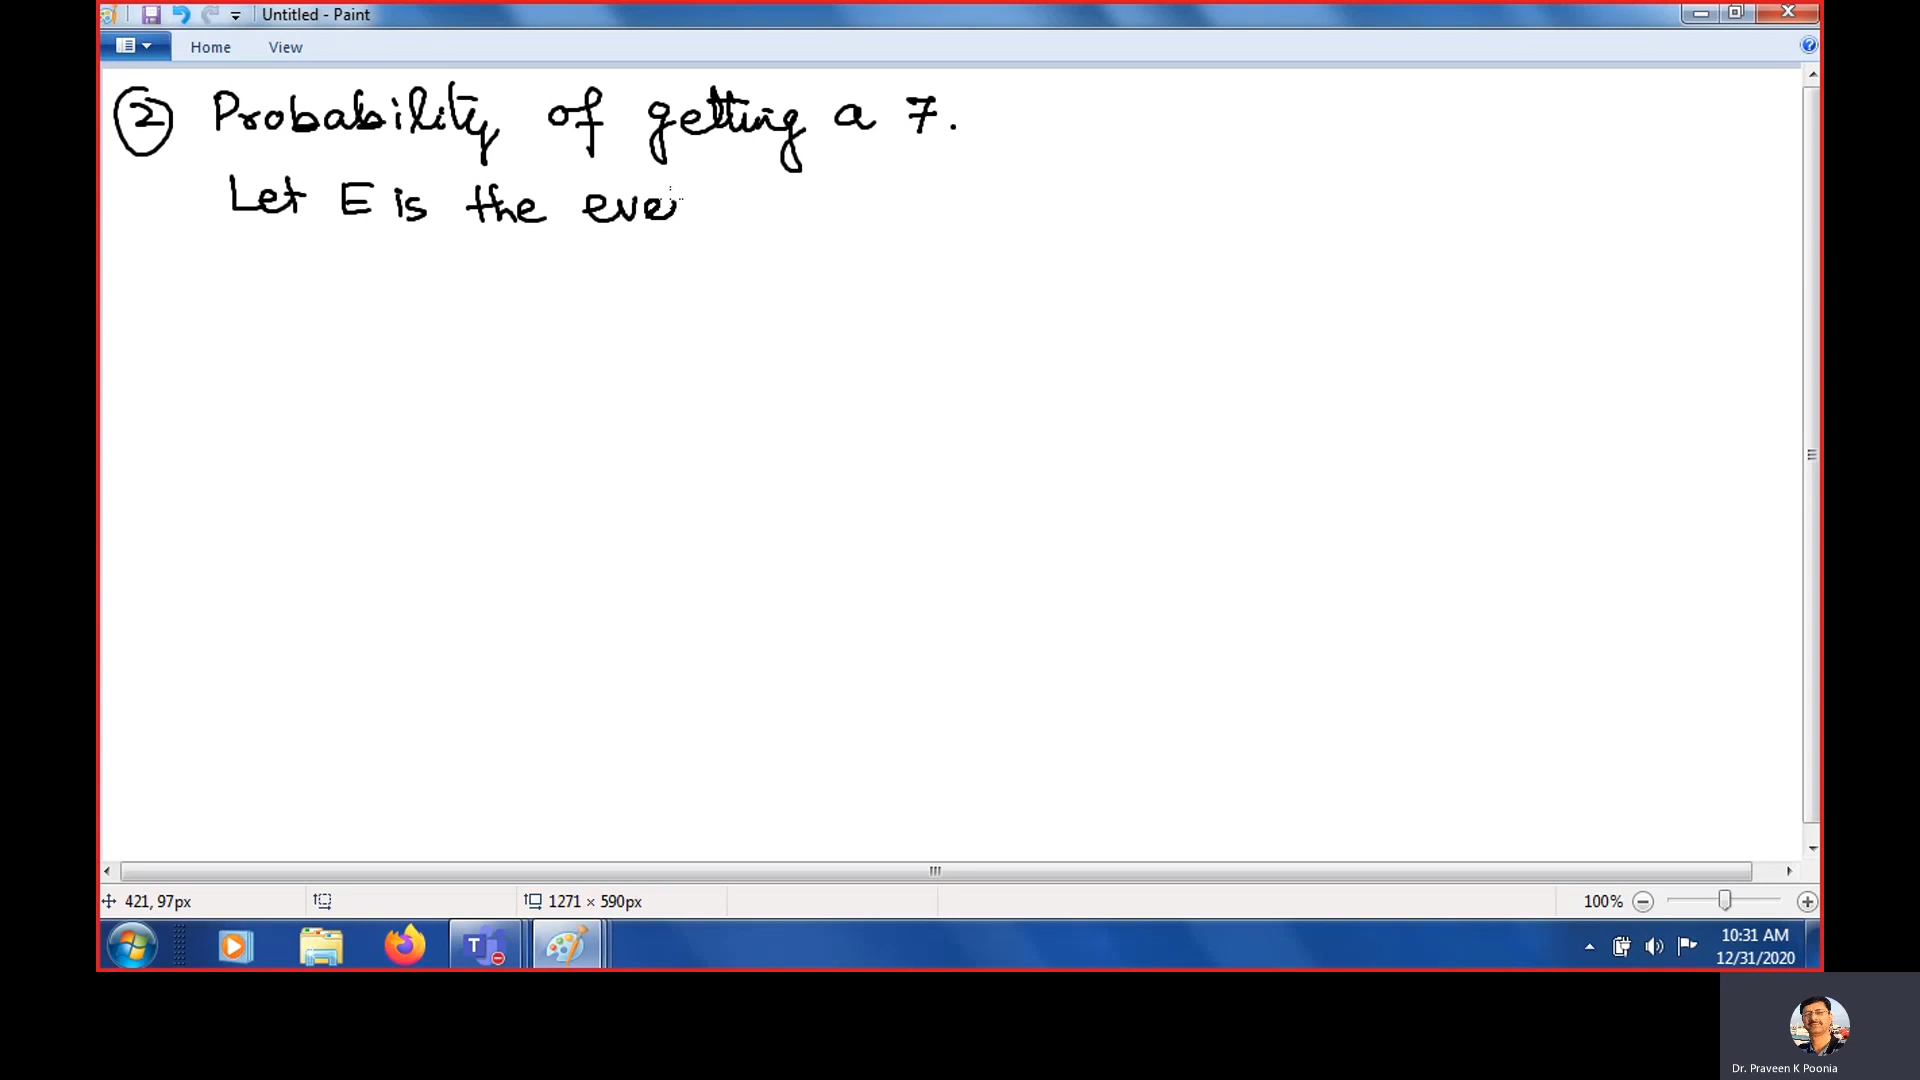 Untitled - Paint
Home View
② Probability of getting a 7.
Let E is the eve
421, 97px
1271 × 590px
100%
T
10:31 AM
12/31/2020
Dr. Praveen K Poonia